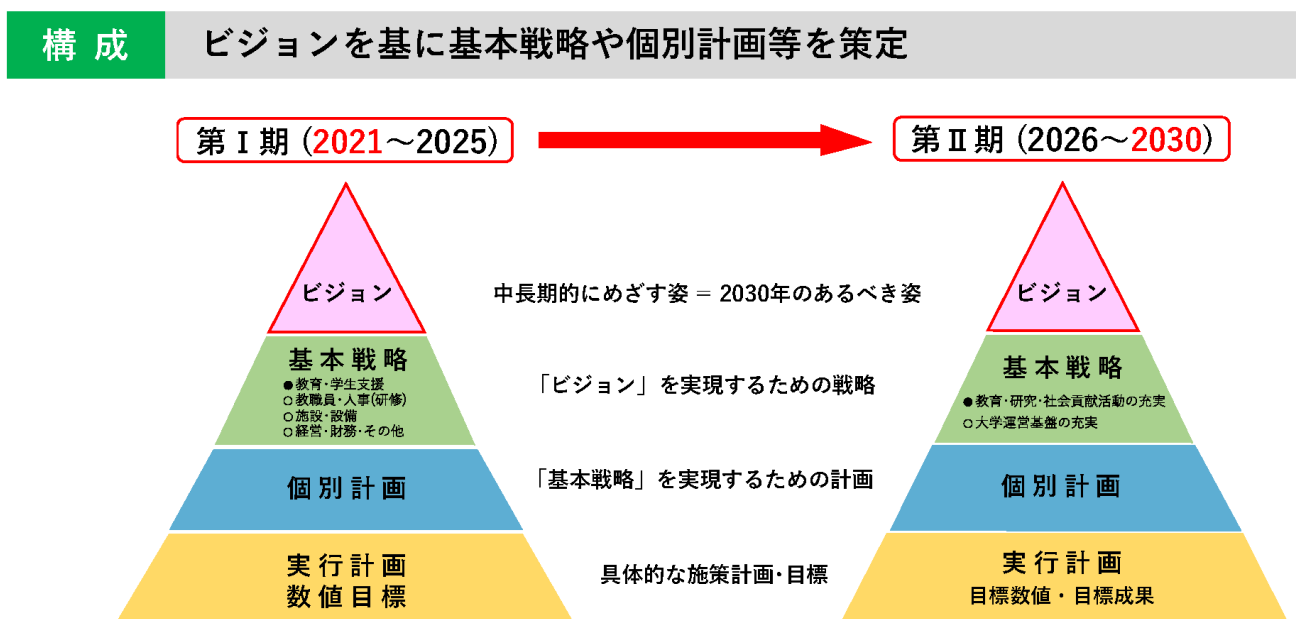 構成
ビジョンを基に基本戦略や個別計画等を策定
第Ⅰ期(2021～2025)
第Ⅱ期(2026～2030)
ビジョン
中長期的にめざす姿 = 2030年のあるべき姿
ビジョン
基本戦略
●教育・学生支援
○教職員・人事(研修)
○施設・設備
○経営・財務・その他
「ビジョン」を実現するための戦略
基本戦略
●教育・研究・社会貢献活動の充実
○大学運営基盤の充実
個別計画
「基本戦略」を実現するための計画
個別計画
実行計画
数値目標
具体的な施策計画・目標
実行計画
目標数値・目標成果